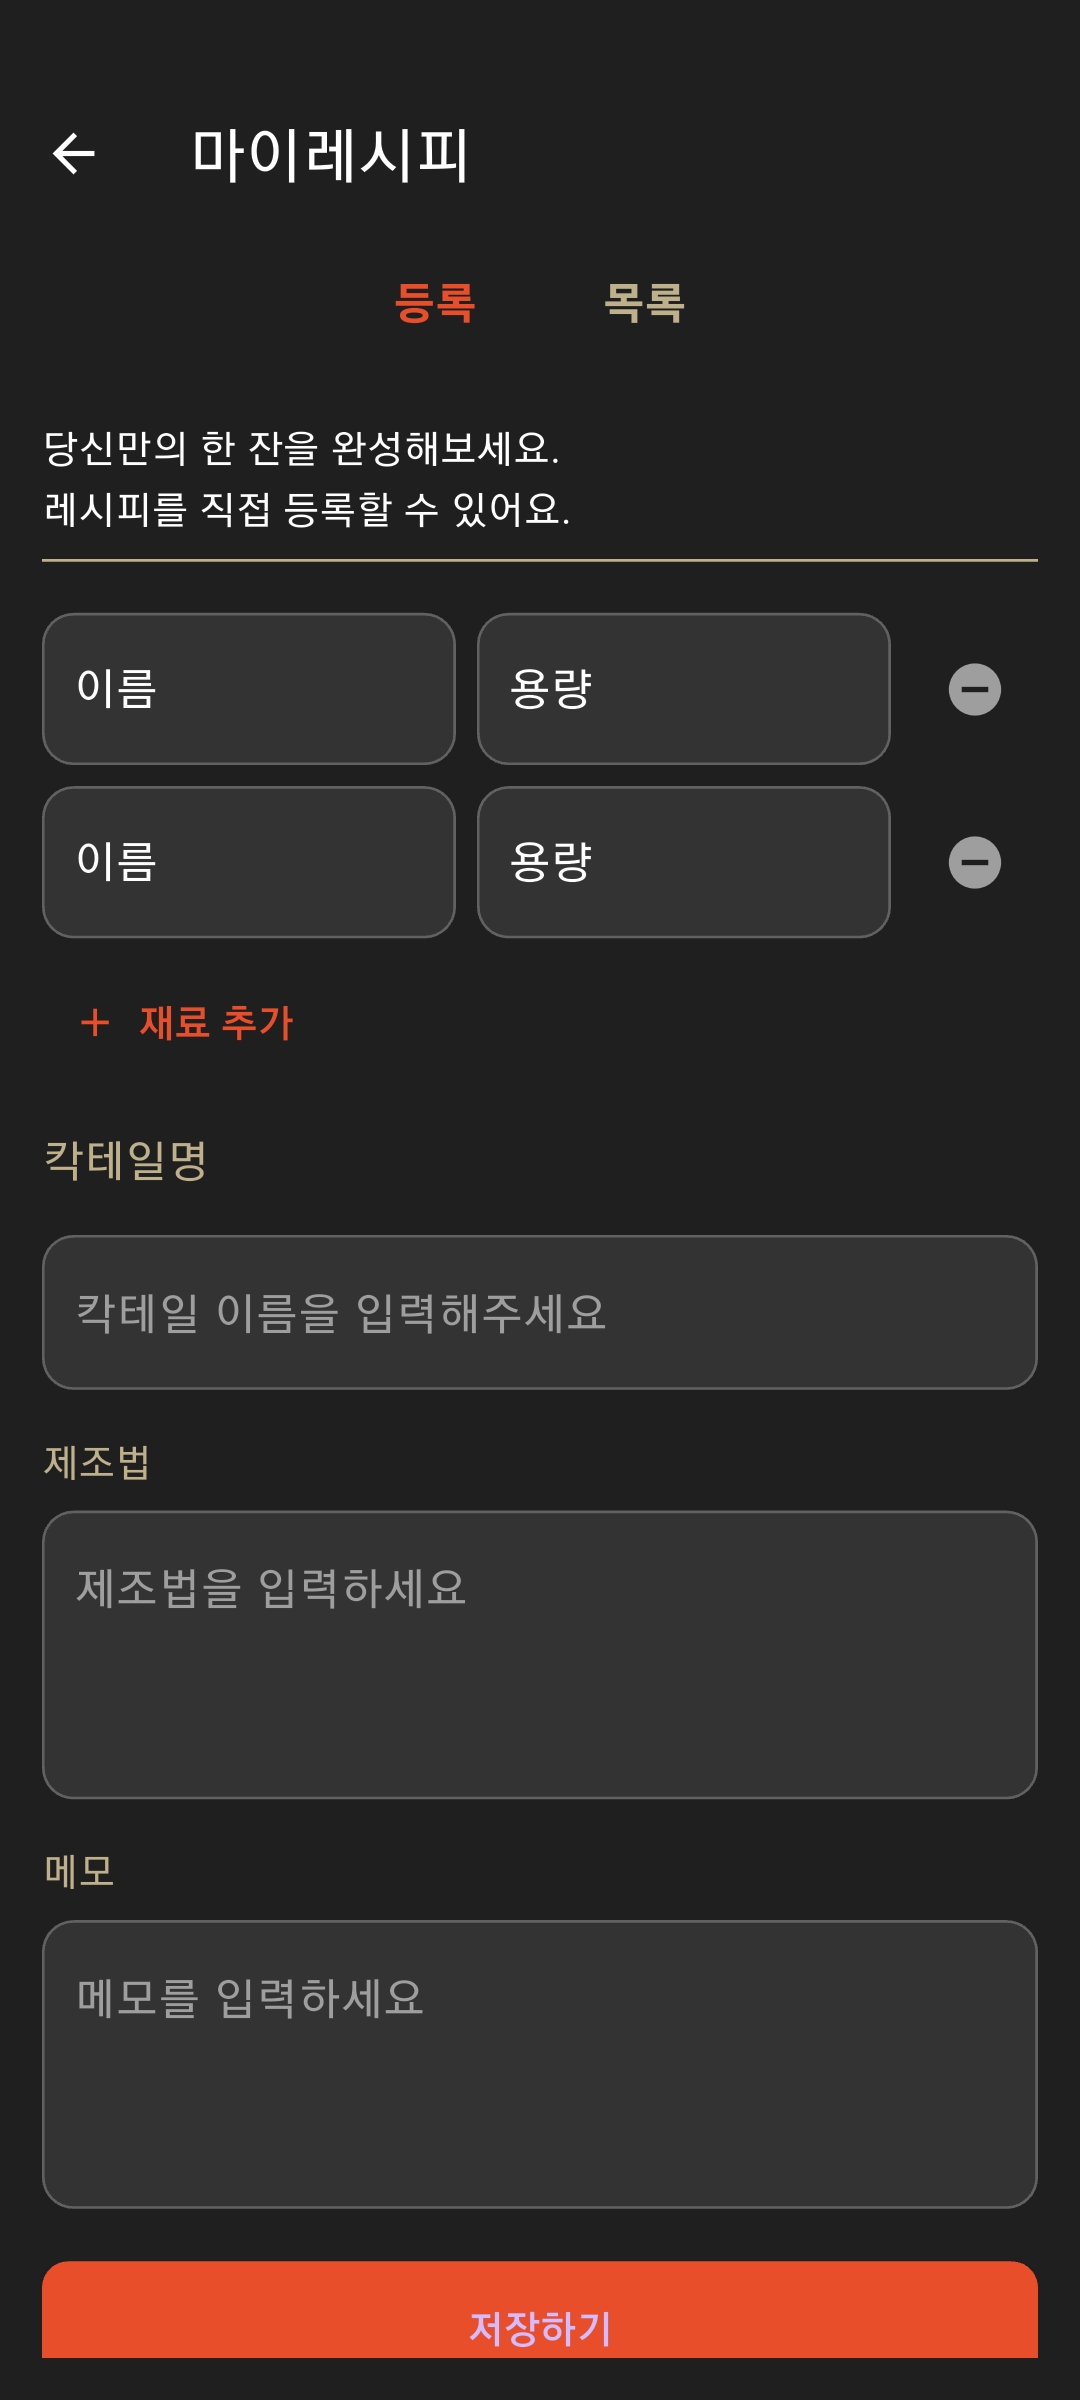 마이레시피
등록 목록
당신만의 한 잔을 완성해보세요.
레시피를 직접 등록할 수 있어요.
이름 용량
이름 용량
+ 재료 추가
칵테일명
칵테일 이름을 입력해주세요
제조법
제조법을 입력하세요
메모
메모를 입력하세요
저장하기